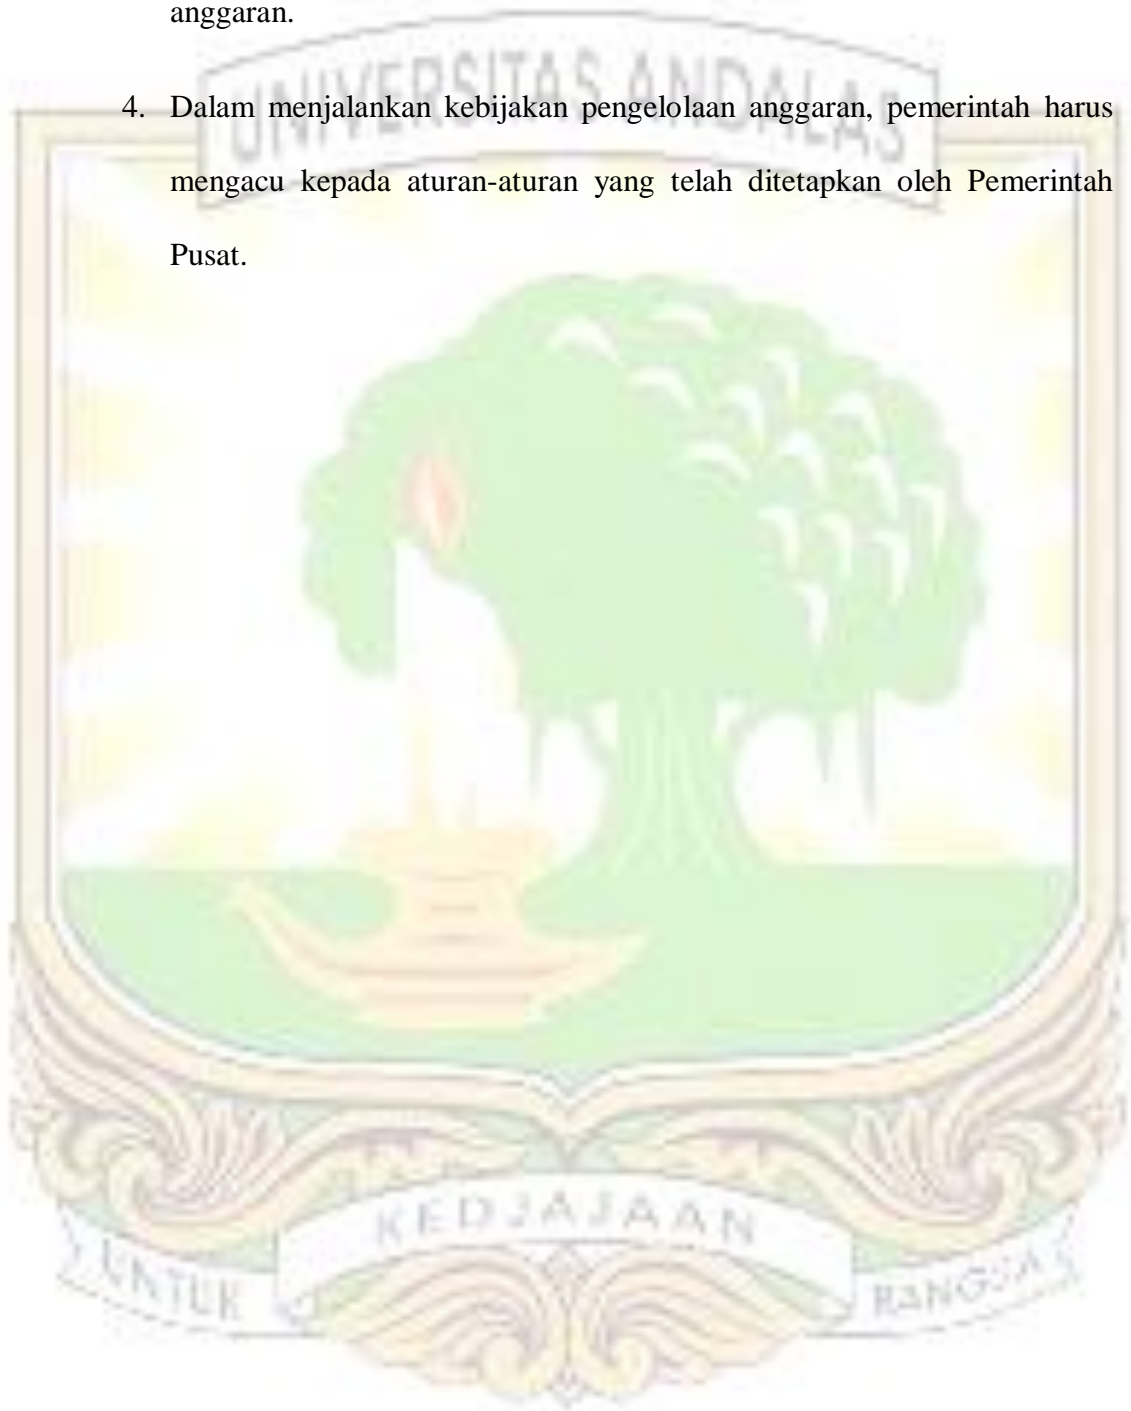 anggaran.
UNIVERSITAS ANDALAS
4. Dalam menjalankan kebijakan pengelolaan anggaran, pemerintah harus
mengacu kepada aturan-aturan yang telah ditetapkan oleh Pemerintah
Pusat.
KEDJAJAAN
UNTUK
BANGSA